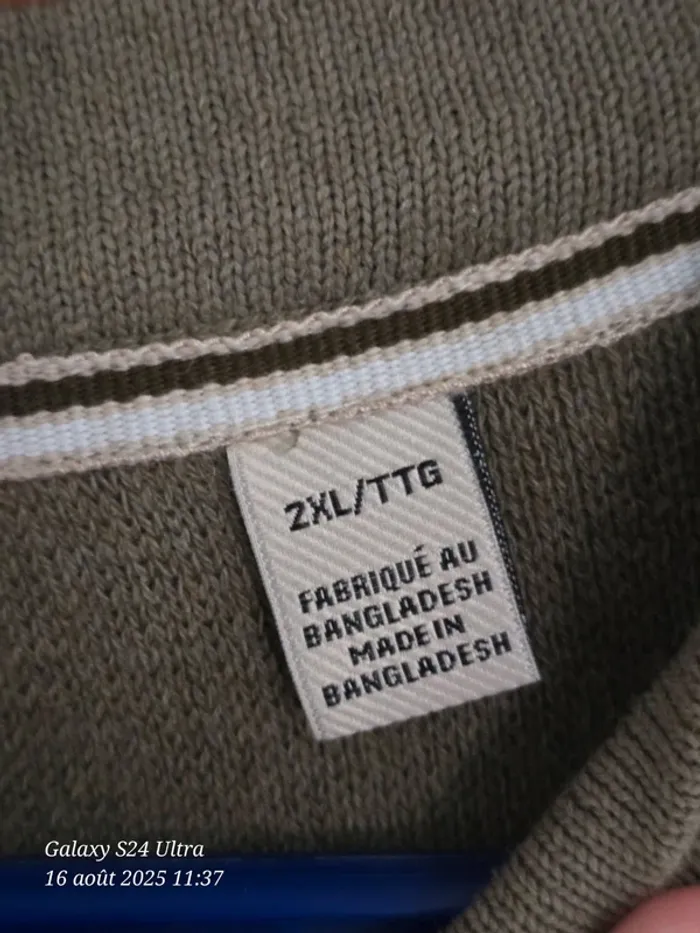 2XL/TTG
FABRIQUÉ AU
BANGLADESH
MADE IN
BANGLADESH
Galaxy S24 Ultra
16 août 2025 11:37